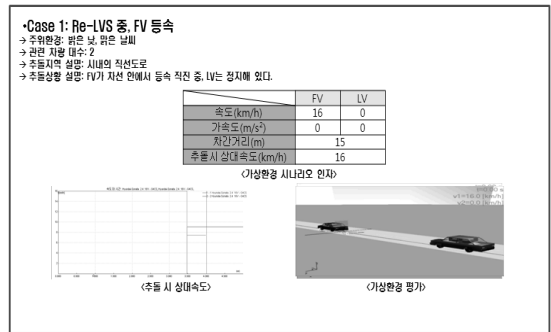 •Case 1: Re-LVS 중, FV 등속
→ 주위환경: 밝은 낮, 맑은 날씨
→ 관련 차량 대수: 2
→ 추돌지역 설명: 시내의 직선도로
→ 추돌상황 설명: FV가 차선 안에서 등속 직진 중, LV는 정지해 있다.
FV LV
속도(km/h) 16 0
가속도(m/s²) 0 0
차간거리(m) 15
추돌시 상대속도(km/h) 16
<가상환경 시나리오 인자>
<추돌 시 상대속도>
<가상환경 평가>